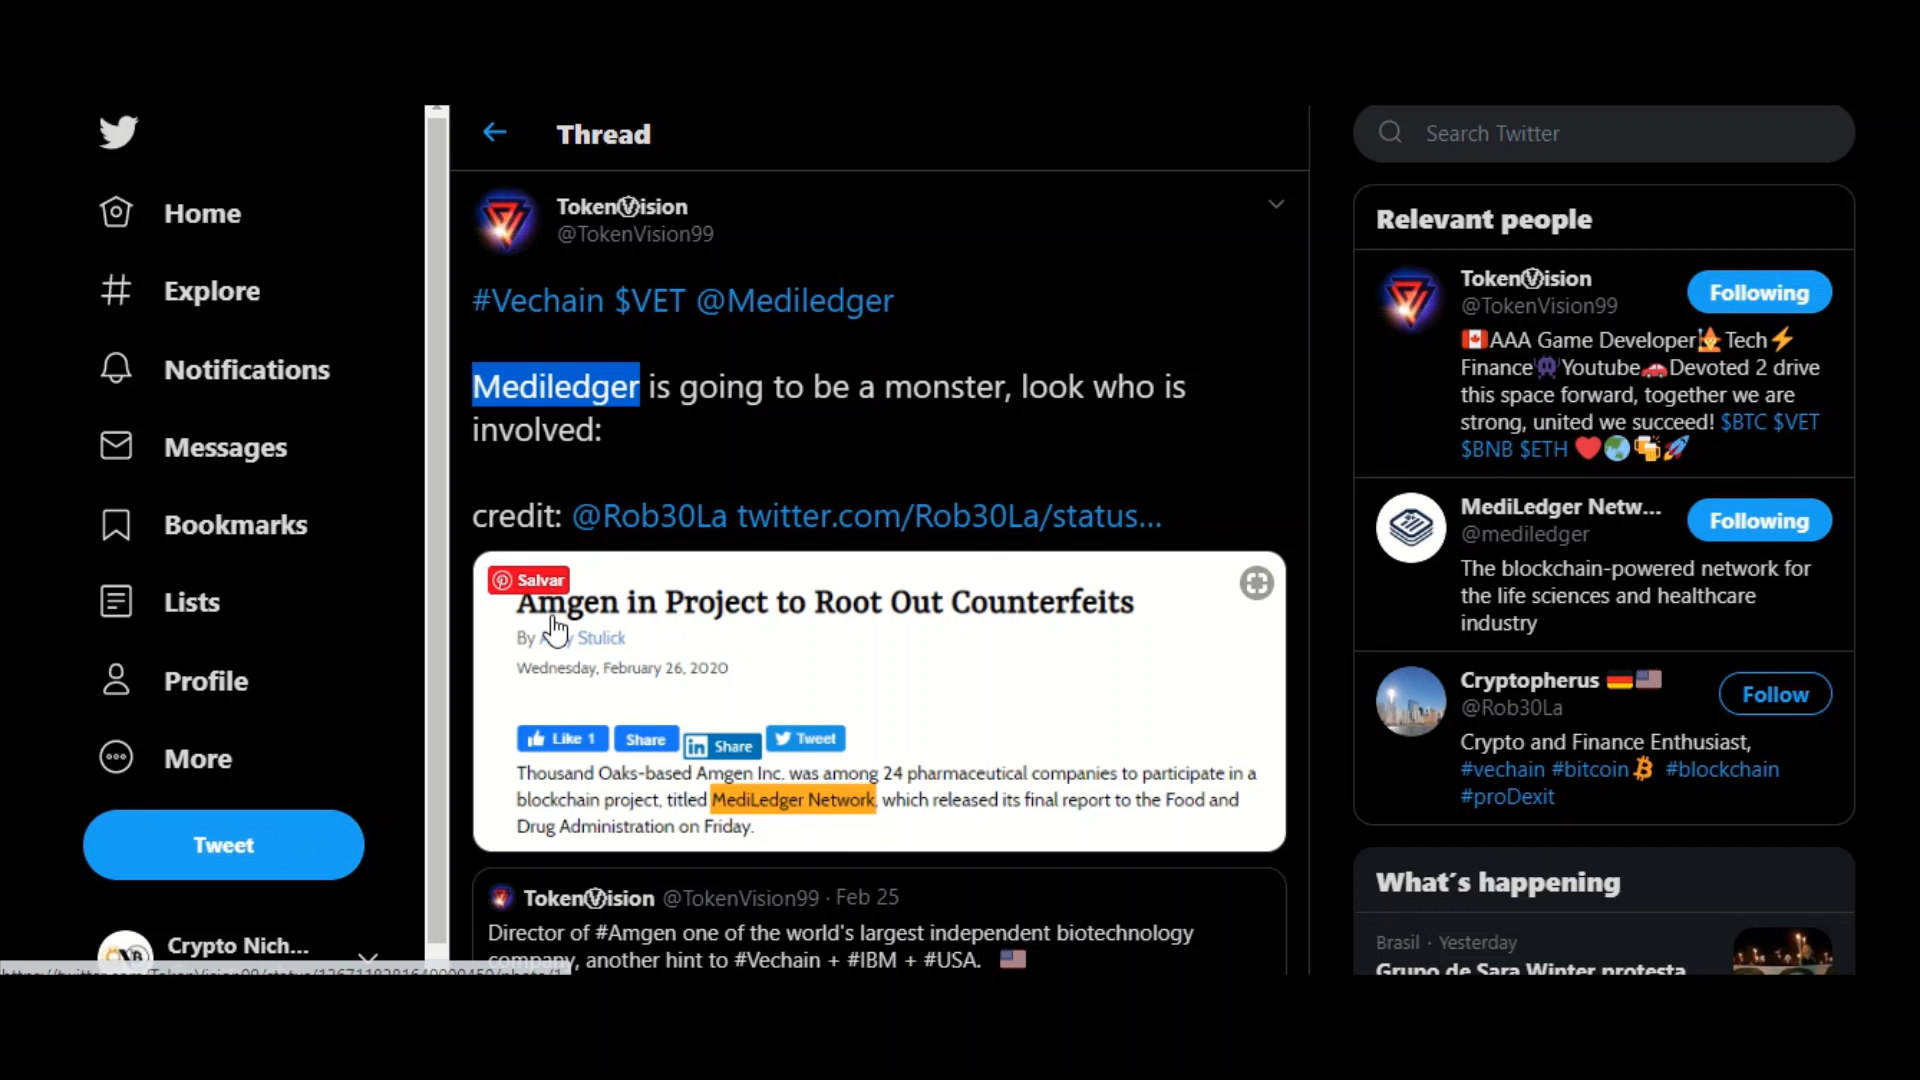 Home
Explore
Notifications
Messages
Bookmarks
Lists
Profile
More
Tweet
Crypto Nich...
Thread
TokenⓋision
@TokenVision99
#Vechain $VET @Mediledger
Mediledger is going to be a monster, look who is
involved:
credit: @Rob30La twitter.com/Rob30La/status...
Salvar
Amgen in Project to Root Out Counterfeits
By Stulick
Wednesday, February 26, 2020
Like 1
Share
Share
Tweet
Thousand Oaks-based Amgen Inc. was among 24 pharmaceutical companies to participate in a
blockchain project, titled MediLedger Network, which released its final report to the Food and
Drug Administration on Friday.
TokenⓋision @TokenVision99 · Feb 25
Director of #Amgen one of the world's largest independent biotechnology
company, another hint to #Vechain + #IBM + #USA. 🇺🇸
Search Twitter
Relevant people
TokenⓋision
@TokenVision99
Following
🇨🇦AAA Game Developer Tech⚡
Finance👾Youtube🚗Devoted 2 drive
this space forward, together we are
strong, united we succeed! $BTC $VET
$BNB $ETH ❤️🌏🍻🚀
MediLedger Netw...
@mediledger
Following
The blockchain-powered network for
the life sciences and healthcare
industry
Cryptopherus 🇩🇪🇺🇸
@Rob30La
Follow
Crypto and Finance Enthusiast,
#vechain #bitcoin #blockchain
#proDexit
What´s happening
Brasil · Yesterday
Grupo de Sara Winter protesta